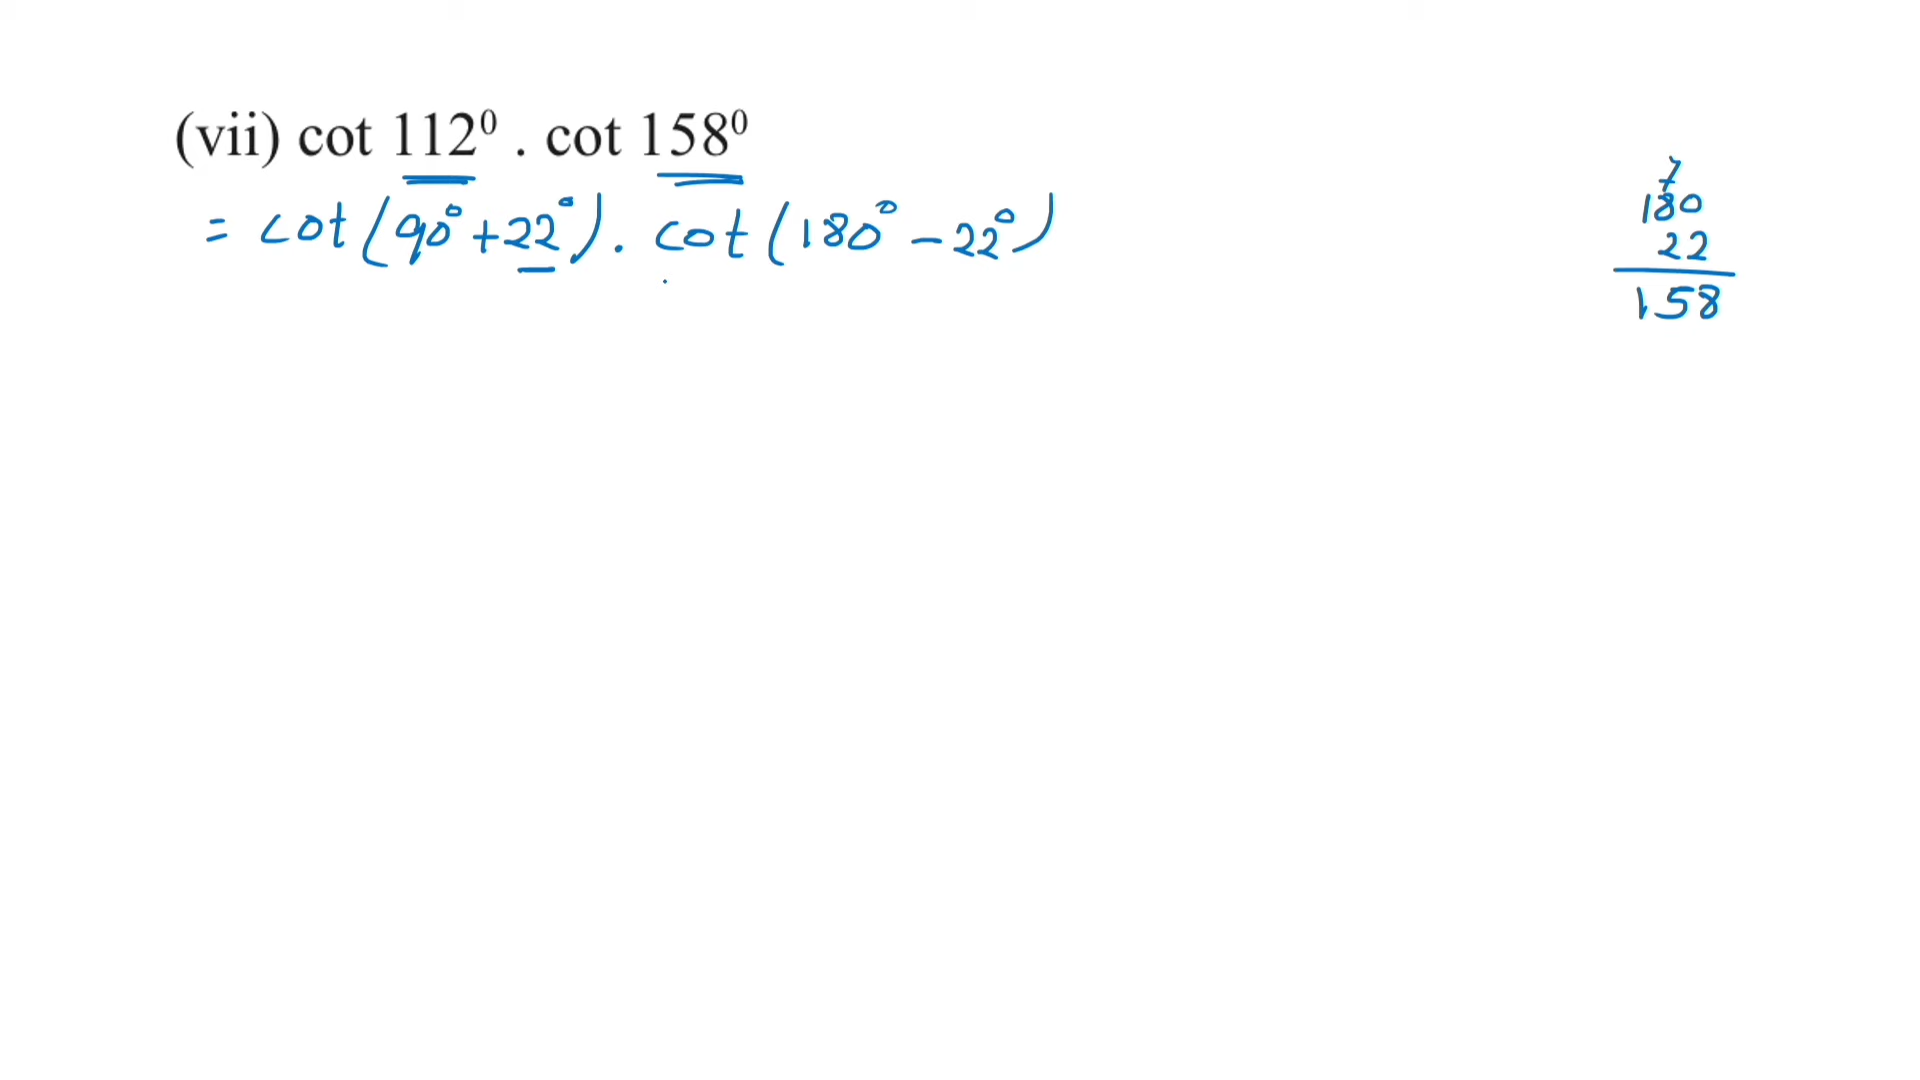 (vii) cot 112⁰ . cot 158⁰
= cot(90° + 22°) . cot(180° − 22°)
7
180
22
158